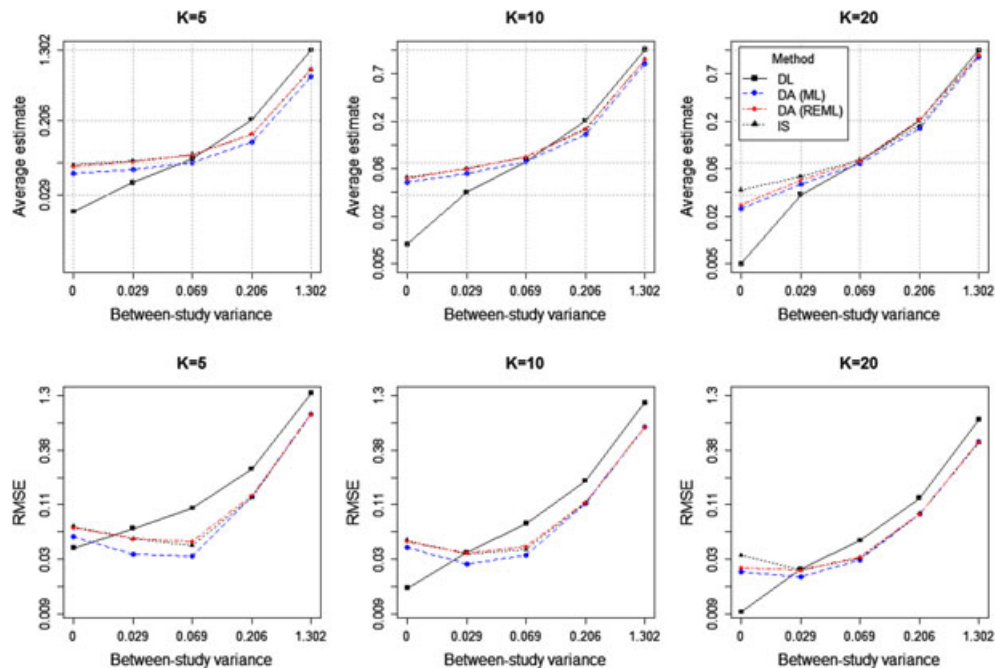 K=5
Average estimate
1.302
0.206
0.029
0
0.029
0.069
0.206
1.302
Between-study variance
K=10
Average estimate
0.7
0.2
0.06
0.02
0.005
0
0.029
0.069
0.206
1.302
Between-study variance
K=20
Average estimate
0.7
0.2
0.06
0.02
0.005
Method
DL
DA (ML)
DA (REML)
IS
0
0.029
0.069
0.206
1.302
Between-study variance
K=5
RMSE
1.3
0.38
0.11
0.03
0.009
0
0.029
0.069
0.206
1.302
Between-study variance
K=10
RMSE
1.3
0.38
0.11
0.03
0.009
0
0.029
0.069
0.206
1.302
Between-study variance
K=20
RMSE
1.3
0.38
0.11
0.03
0.009
0
0.029
0.069
0.206
1.302
Between-study variance